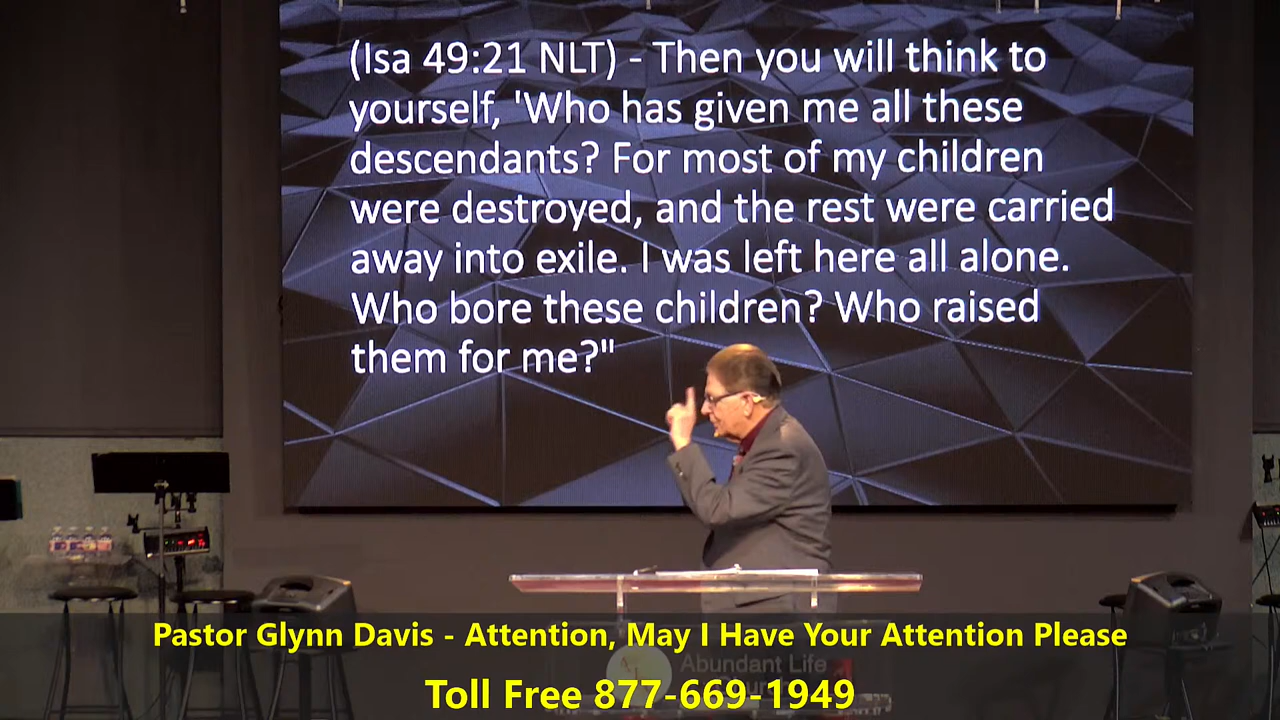 (Isa 49:21 NLT) - Then you will think to
yourself, 'Who has given me all these
descendants? For most of my children
were destroyed, and the rest were carried
away into exile. I was left here all alone.
Who bore these children? Who raised
them for me?"
Pastor Glynn Davis - Attention, May I Have Your Attention Please
Abundant Life
Toll Free 877-669-1949